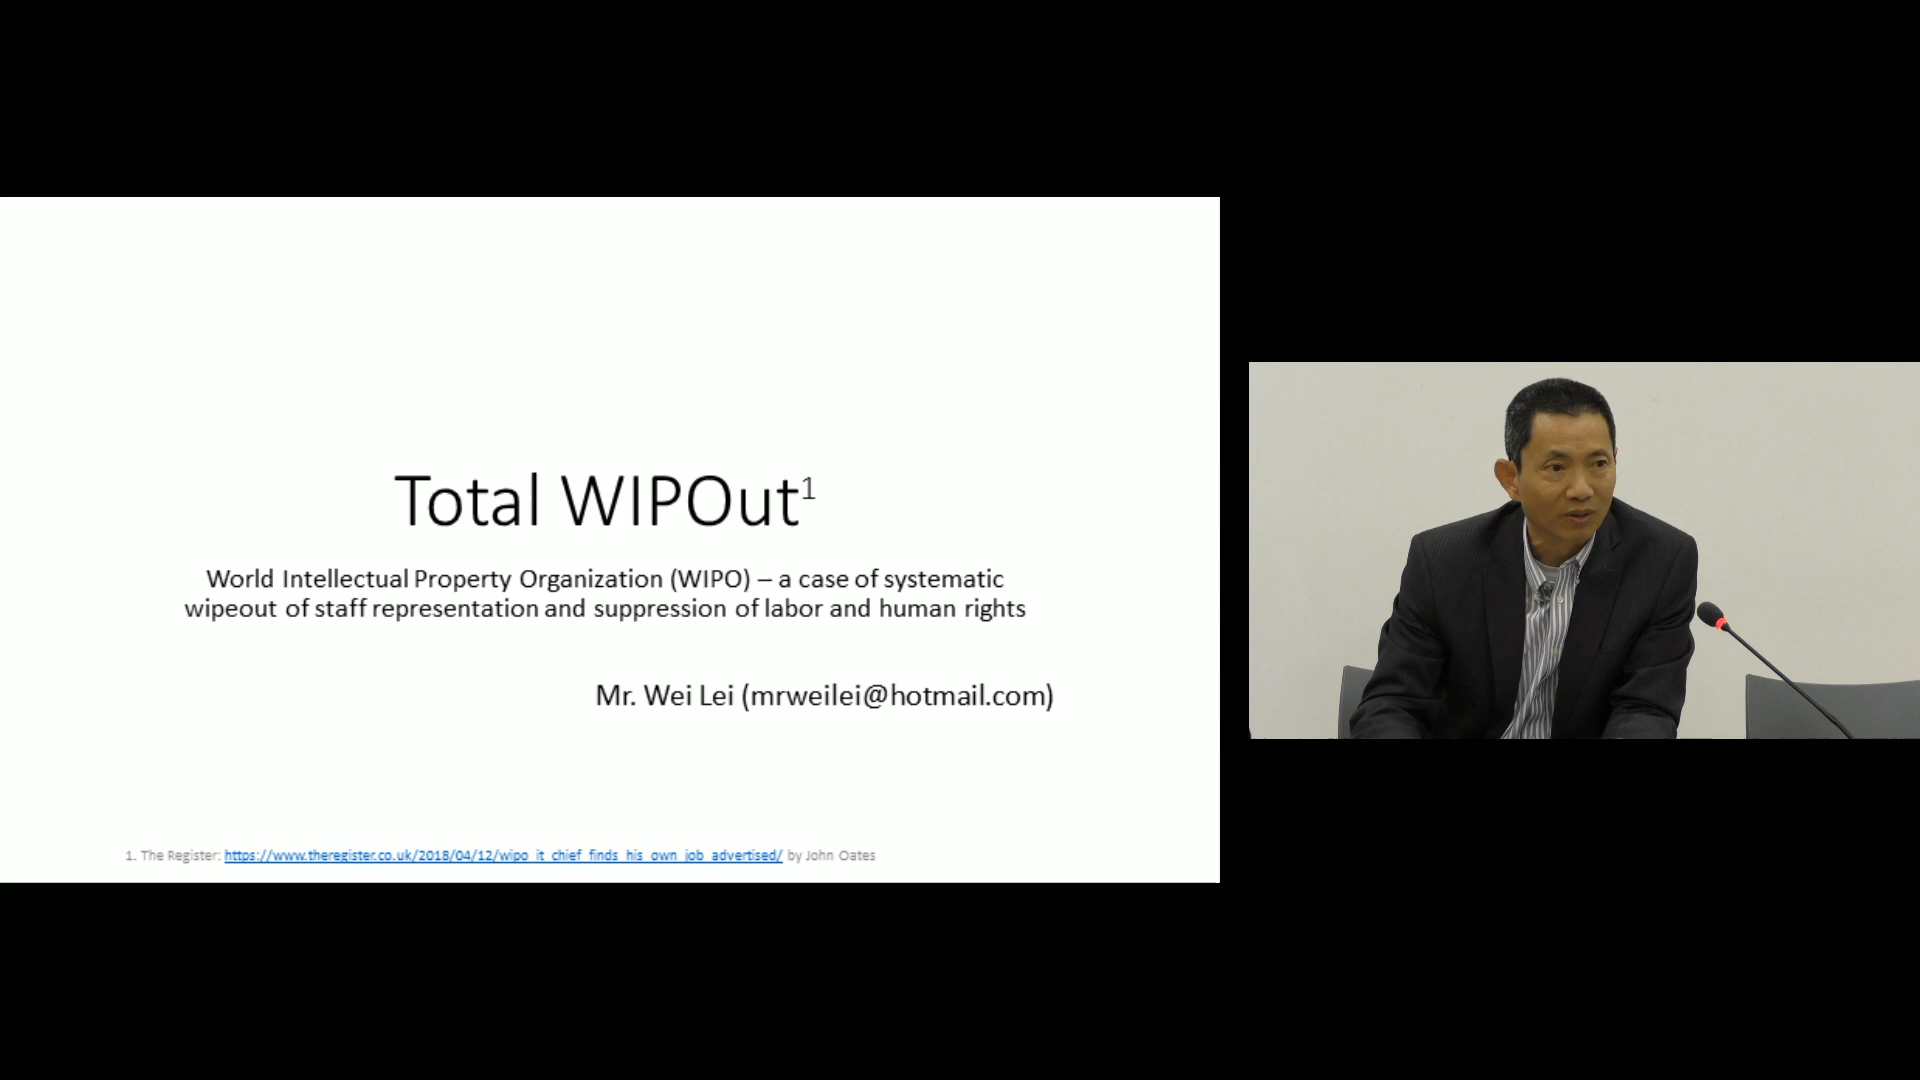 Total WIPOut¹
World Intellectual Property Organization (WIPO) – a case of systematic
wipeout of staff representation and suppression of labor and human rights
Mr. Wei Lei (mrweilei@hotmail.com)
1. The Register: https://www.theregister.co.uk/2018/04/12/wipo_it_chief_finds_his_own_job_advertised/ by John Oates